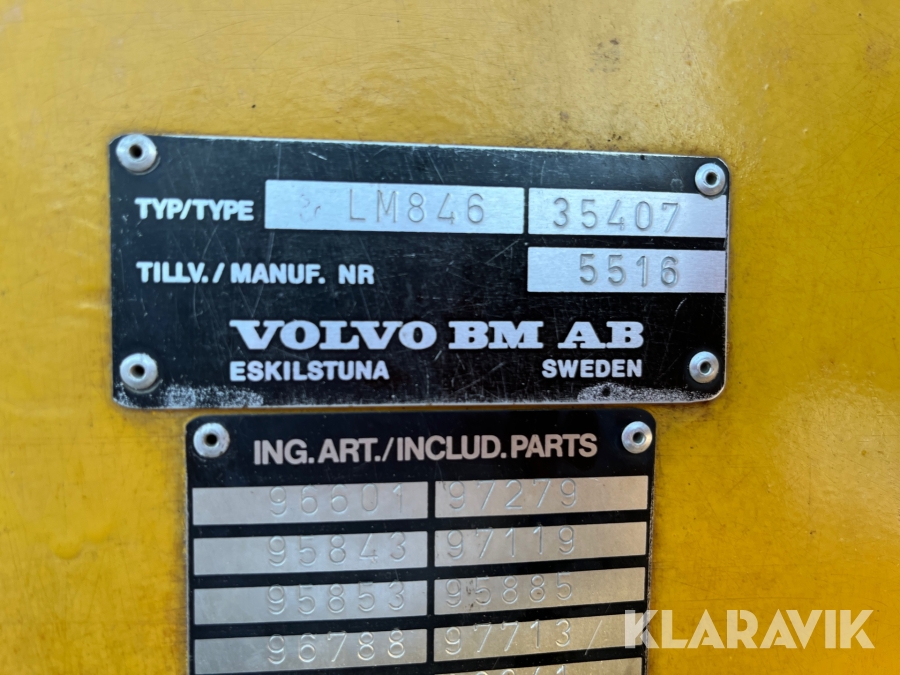 TYP/TYPE LM846 35407
TILLV./MANUF. NR 5516
VOLVO BM AB
ESKILSTUNA SWEDEN
ING. ART./INCLUD. PARTS
96601 97279
95843 97119
95853 95885
96788 97713/
KLARAVIK